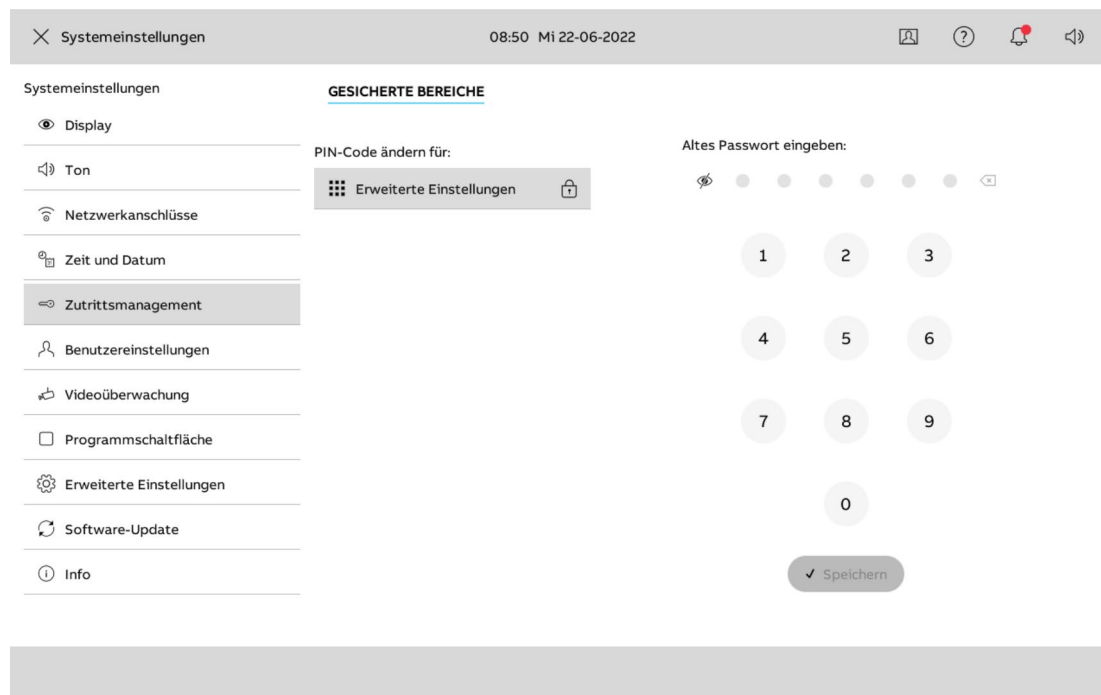 Systemeinstellungen
08:50 Mi 22-06-2022
Systemeinstellungen
Display
Ton
Netzwerkanschlüsse
Zeit und Datum
Zutrittsmanagement
Benutzereinstellungen
Videoüberwachung
Programmschaltfläche
Erweiterte Einstellungen
Software-Update
Info
GESICHERTE BEREICHE
PIN-Code ändern für:
Erweiterte Einstellungen
Altes Passwort eingeben:
1 2 3
4 5 6
7 8 9
0
Speichern